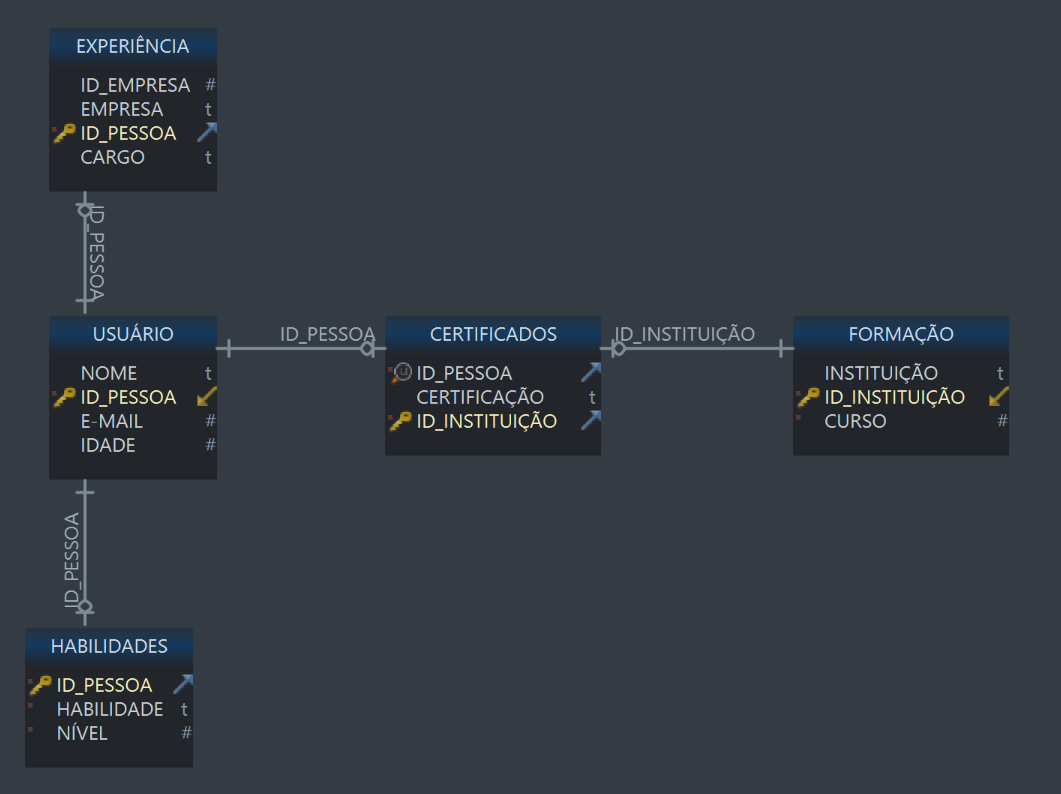 EXPERIÊNCIA
ID_EMPRESA #
EMPRESA t
ID_PESSOA
CARGO t
ID_PESSOA
USUÁRIO
NOME t
ID_PESSOA
E-MAIL #
IDADE #
ID_PESSOA
CERTIFICADOS
ID_PESSOA
CERTIFICAÇÃO t
ID_INSTITUIÇÃO
ID_INSTITUIÇÃO
FORMAÇÃO
INSTITUIÇÃO t
ID_INSTITUIÇÃO
CURSO #
ID_PESSOA
HABILIDADES
ID_PESSOA
HABILIDADE t
NÍVEL #